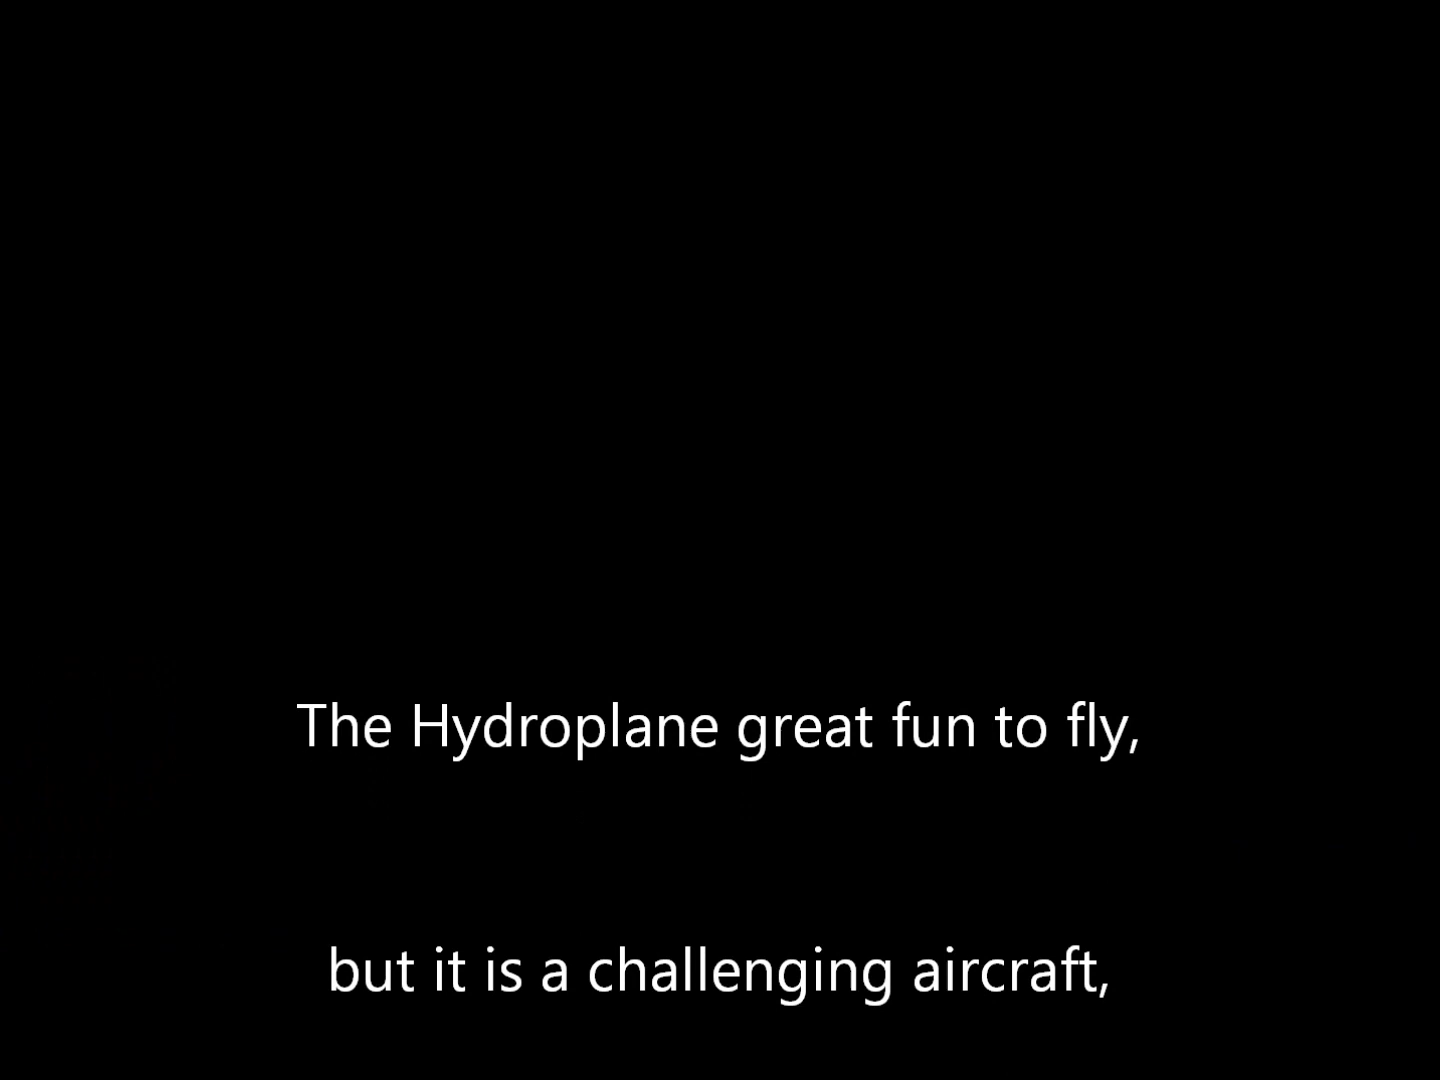 The Hydroplane great fun to fly,
but it is a challenging aircraft,